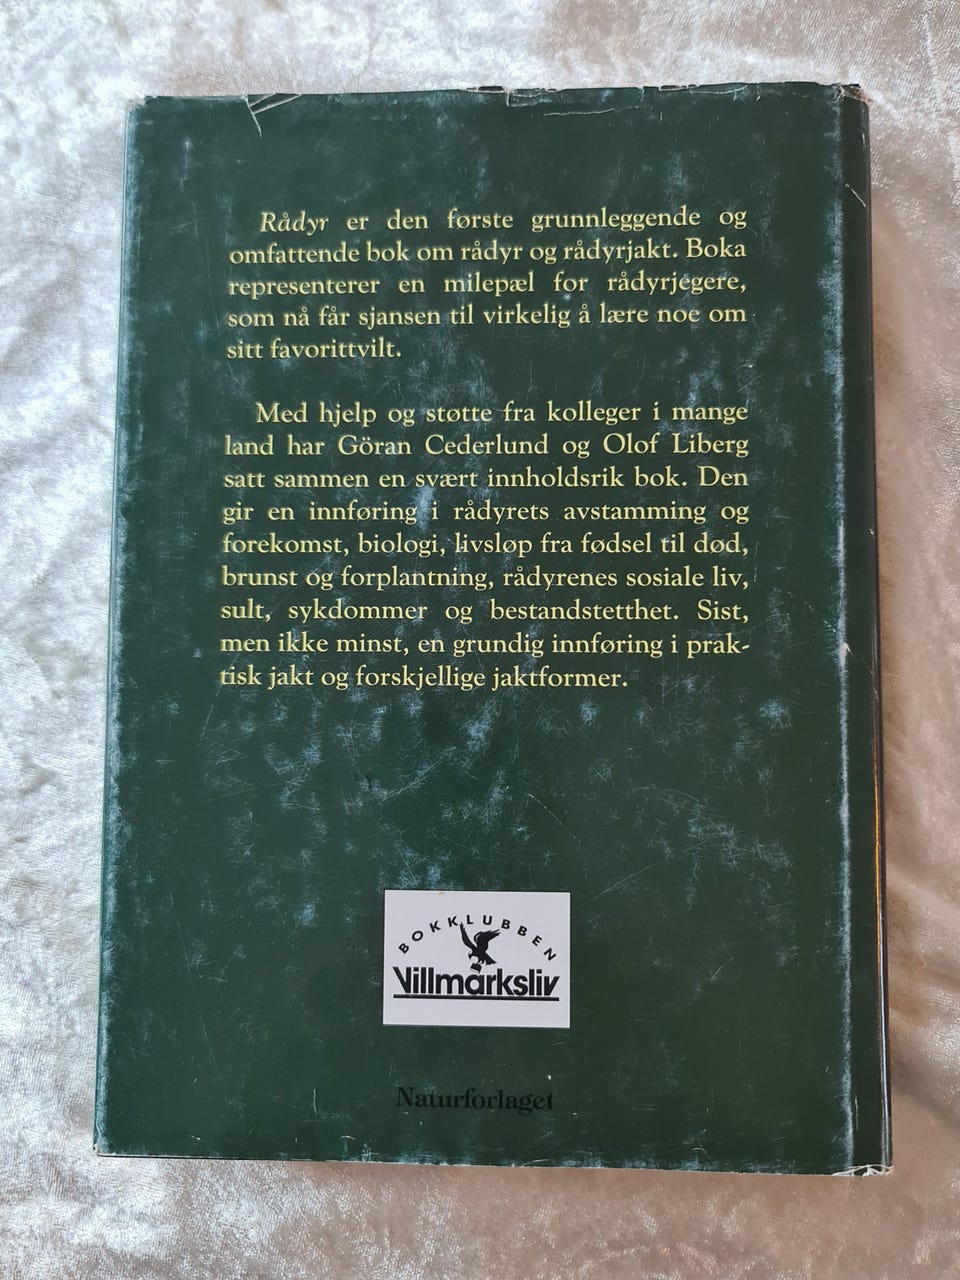 Rådyr er den første grunnleggende og
omfattende bok om rådyr og rådyrjakt. Boka
representerer en milepæl for rådyrjegere,
som nå får sjansen til virkelig å lære noe om
sitt favorittvilt.
Med hjelp og støtte fra kolleger i mange
land har Göran Cederlund og Olof Liberg
satt sammen en svært innholdsrik bok. Den
gir en innføring i rådyrets avstamming og
forekomst, biologi, livsløp fra fødsel til død,
brunst og forplantning, rådyrenes sosiale liv,
sult, sykdommer og bestandstetthet. Sist,
men ikke minst, en grundig innføring i prak-
tisk jakt og forskjellige jaktformer.
BOKKLUBBEN
Villmarksliv
Naturforlaget